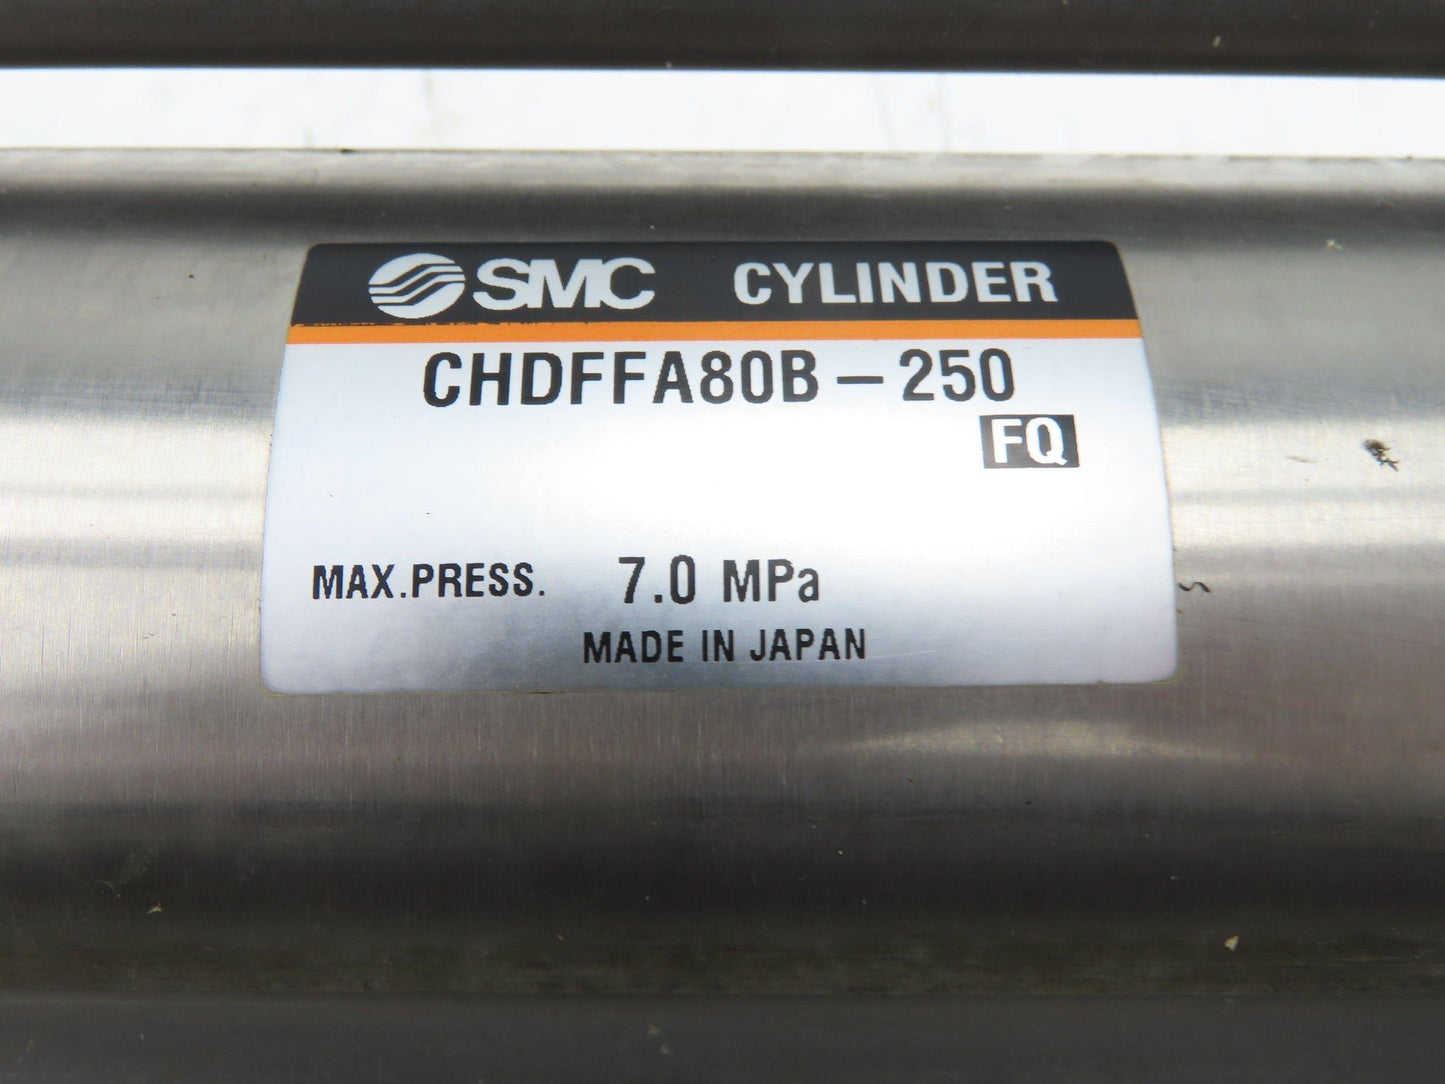 SMC CYLINDER
CHDFFA80B-250
FQ
MAX.PRESS. 7.0 MPa
MADE IN JAPAN